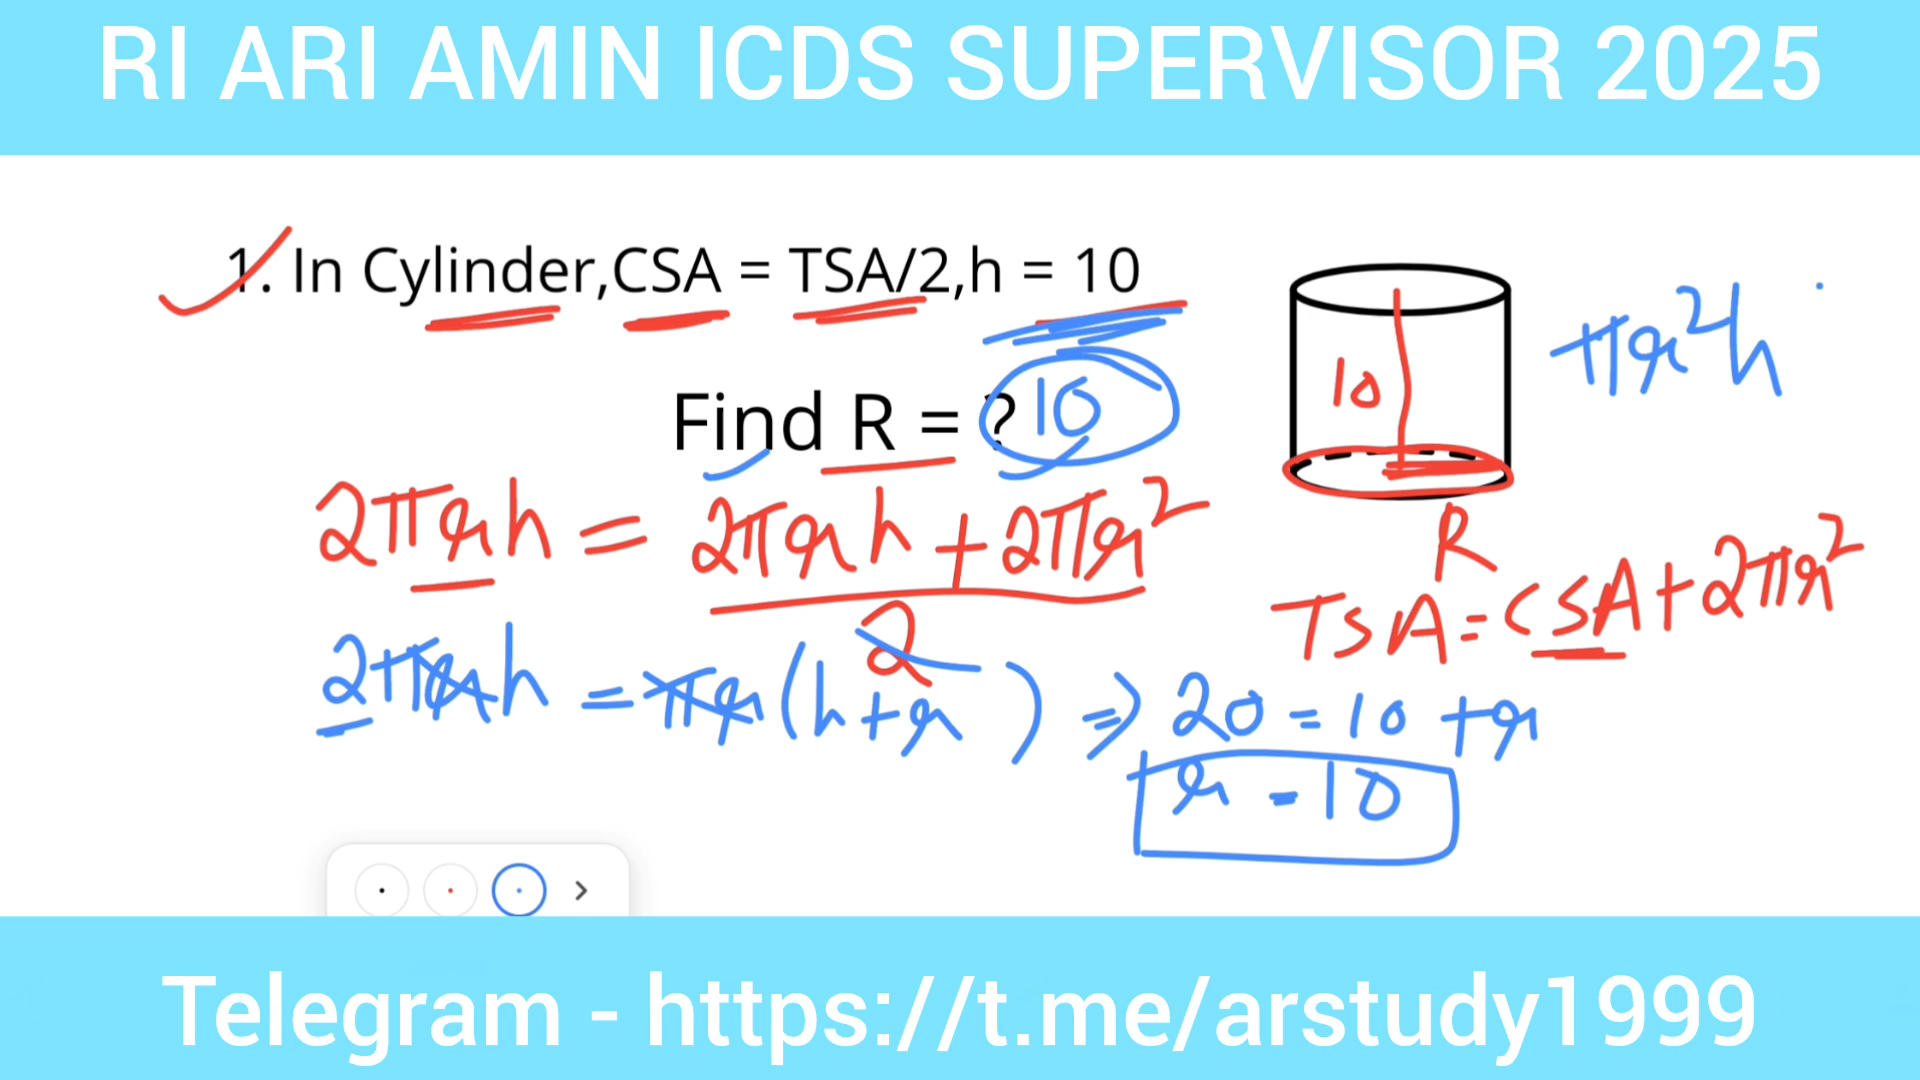 RI ARI AMIN ICDS SUPERVISOR 2025
1. In Cylinder,CSA = TSA/2,h = 10
Find R = ? 10
10
πr²h
R
2πrh = 2πrh + 2πr² / 2
TSA = CSA + 2πr²
2πrh = πr(h+r) ⇒ 20 = 10 + r
r = 10
Telegram - https://t.me/arstudy1999